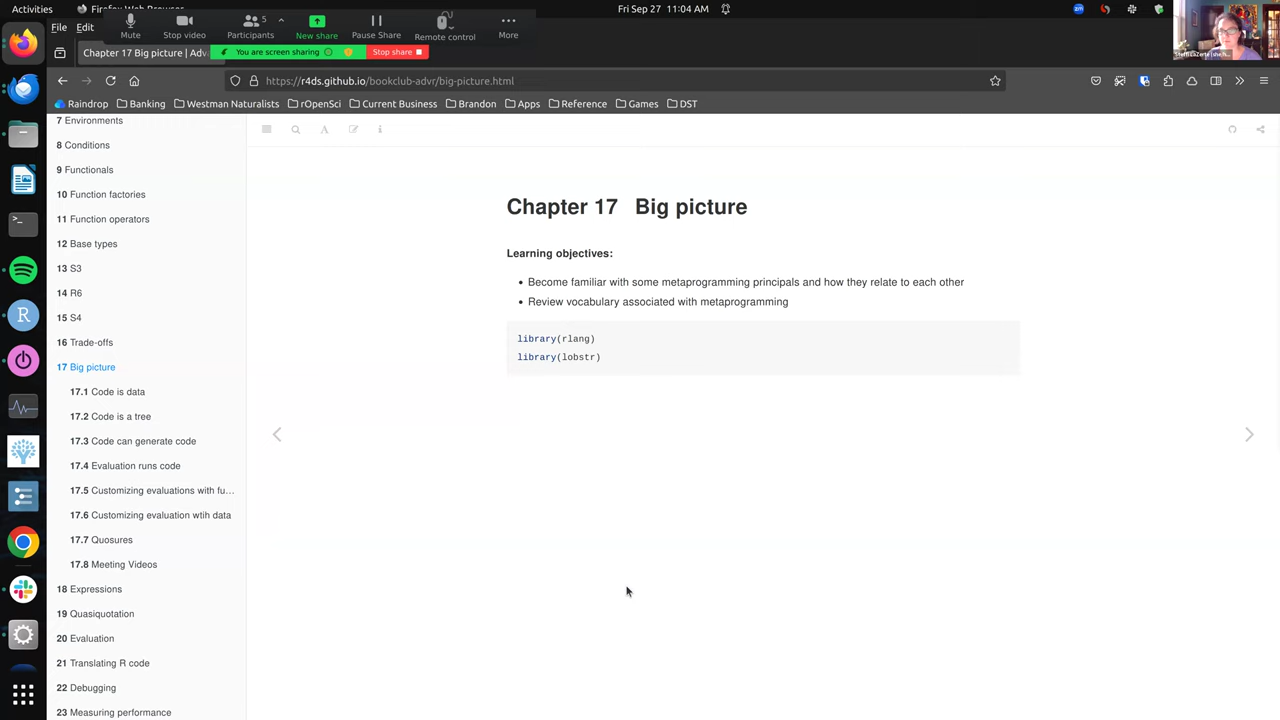 Activities
Firefox Web Browser
Fri Sep 27 11:04 AM
File
Edit
Mute
Stop video
Participants
5
New share
Pause Share
Remote control
More
Chapter 17 Big picture | Adv
You are screen sharing
Stop share
https://r4ds.github.io/bookclub-advr/big-picture.html
Raindrop
Banking
Westman Naturalists
rOpenSci
Current Business
Brandon
Apps
Reference
Games
DST
7 Environments
8 Conditions
9 Functionals
10 Function factories
11 Function operators
12 Base types
13 S3
14 R6
15 S4
16 Trade-offs
17 Big picture
17.1 Code is data
17.2 Code is a tree
17.3 Code can generate code
17.4 Evaluation runs code
17.5 Customizing evaluations with fu…
17.6 Customizing evaluation wtih data
17.7 Quosures
17.8 Meeting Videos
18 Expressions
19 Quasiquotation
20 Evaluation
21 Translating R code
22 Debugging
23 Measuring performance
Chapter 17 Big picture
Learning objectives:
• Become familiar with some metaprogramming principals and how they relate to each other
• Review vocabulary associated with metaprogramming
library(rlang)
library(lobstr)